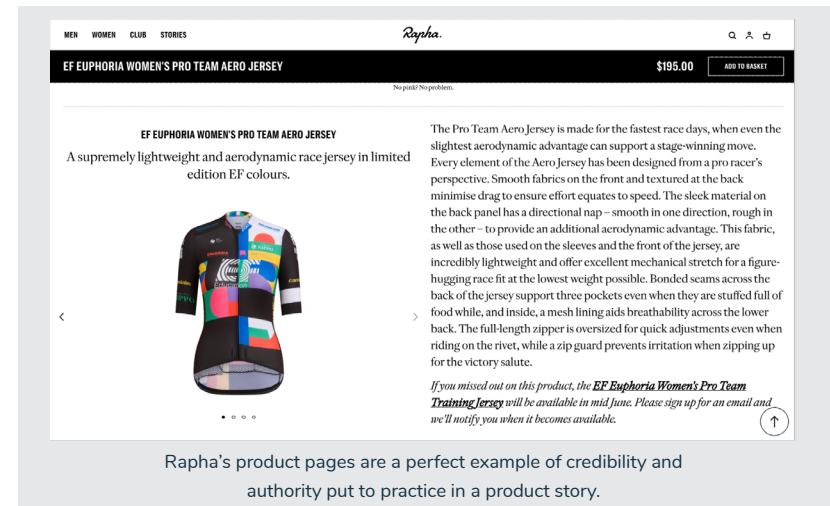 MEN WOMEN CLUB STORIES
Rapha.
EF EUPHORIA WOMEN'S PRO TEAM AERO JERSEY
$195.00
ADD TO BASKET
No pink? No problem.
EF EUPHORIA WOMEN'S PRO TEAM AERO JERSEY
A supremely lightweight and aerodynamic race jersey in limited
edition EF colours.
Education
The Pro Team Aero Jersey is made for the fastest race days, when even the
slightest aerodynamic advantage can support a stage-winning move.
Every element of the Aero Jersey has been designed from a pro racer's
perspective. Smooth fabrics on the front and textured at the back
minimise drag to ensure effort equates to speed. The sleek material on
the back panel has a directional nap – smooth in one direction, rough in
the other – to provide an additional aerodynamic advantage. This fabric,
as well as those used on the sleeves and the front of the jersey, are
incredibly lightweight and offer excellent mechanical stretch for a figure-
hugging race fit at the lowest weight possible. Bonded seams across the
back of the jersey support three pockets even when they are stuffed full of
food while, and inside, a mesh lining aids breathability across the lower
back. The full-length zipper is oversized for quick adjustments even when
riding on the rivet, while a zip guard prevents irritation when zipping up
for the victory salute.
If you missed out on this product, the EF Euphoria Women's Pro Team
Training Jersey will be available in mid June. Please sign up for an email and
we'll notify you when it becomes available.
Rapha's product pages are a perfect example of credibility and
authority put to practice in a product story.